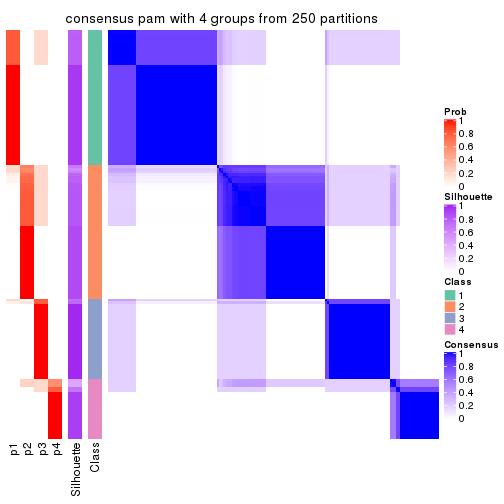 consensus pam with 4 groups from 250 partitions
Prob
1
0.8
0.6
0.4
0.2
0
Silhouette
1
0.8
0.6
0.4
0.2
0
Class
1
2
3
4
Consensus
1
0.8
0.6
0.4
0.2
0
p1
p2
p3
p4
Silhouette
Class